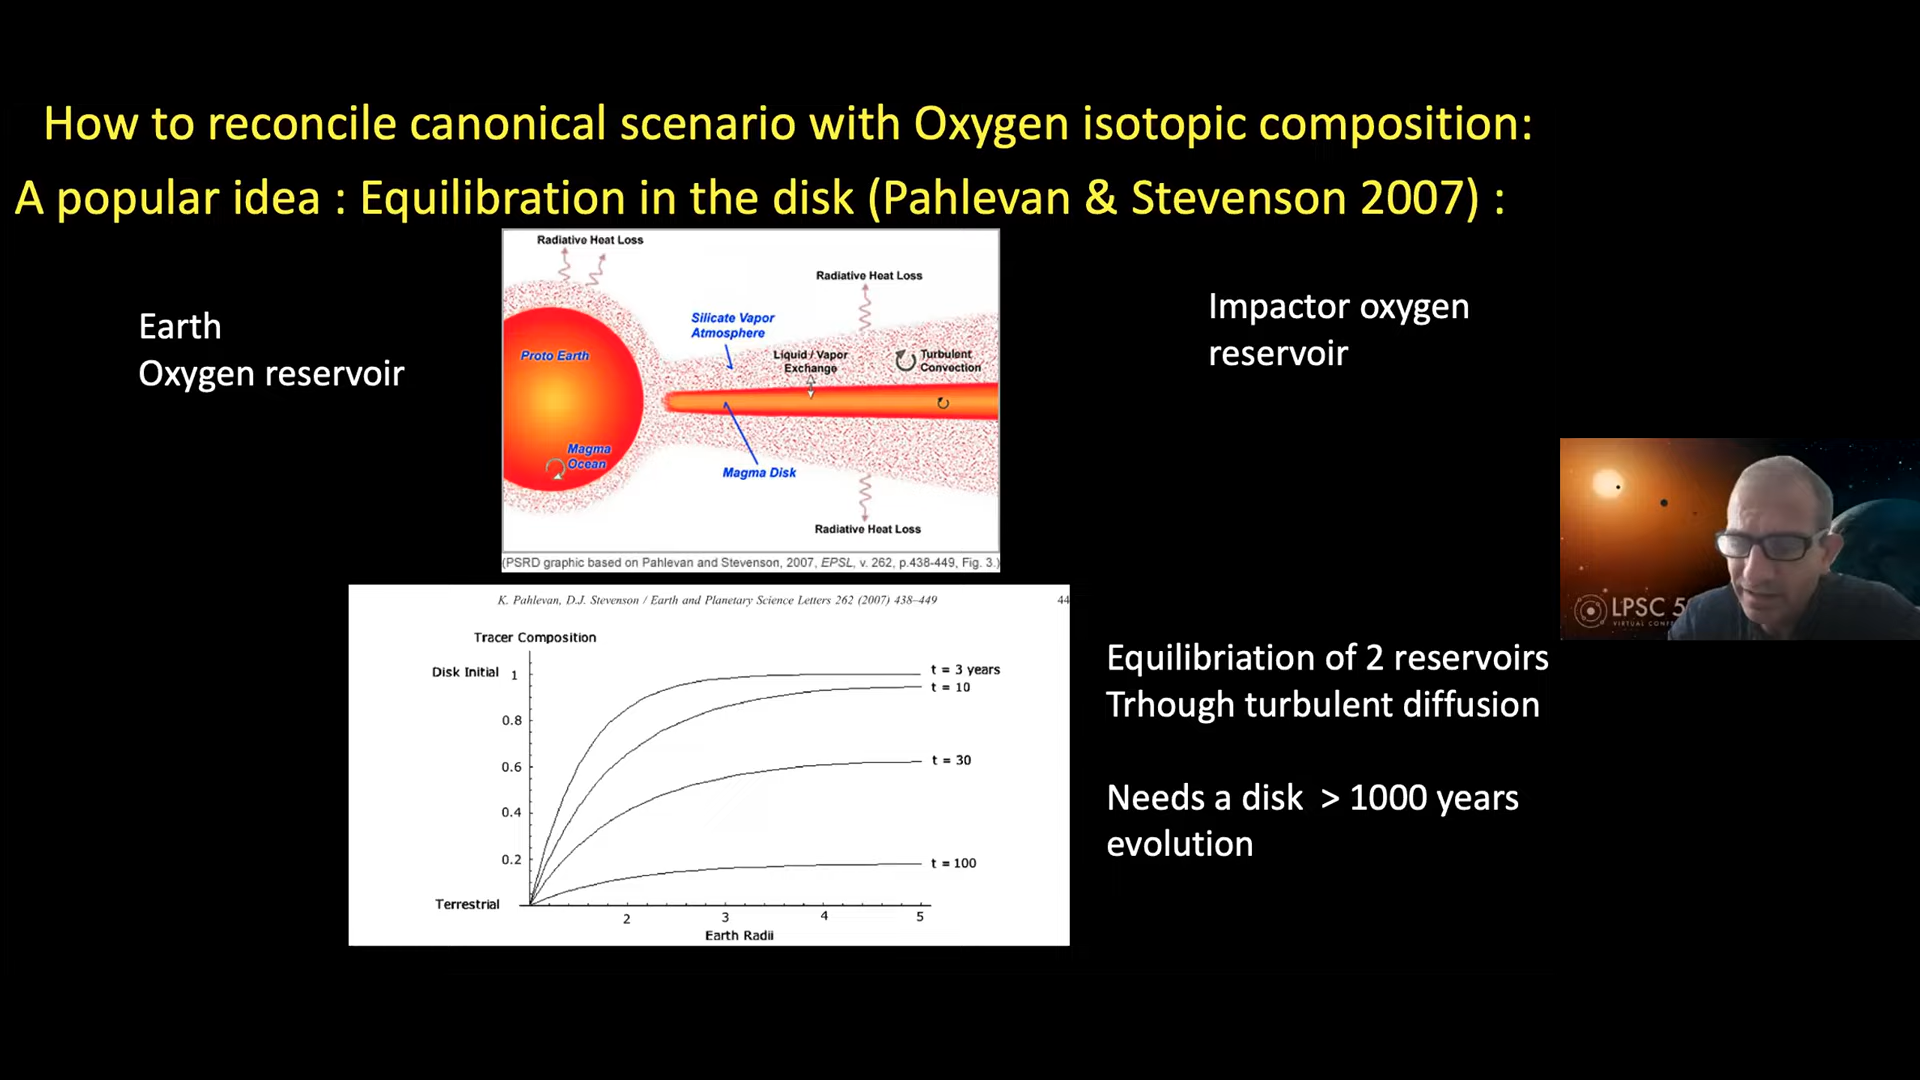 How to reconcile canonical scenario with Oxygen isotopic composition:
A popular idea : Equilibration in the disk (Pahlevan & Stevenson 2007) :
Earth
Oxygen reservoir
Radiative Heat Loss
Radiative Heat Loss
Silicate Vapor
Atmosphere
Proto Earth
Liquid / Vapor
Exchange
Turbulent
Convection
Magma
Ocean
Magma Disk
Radiative Heat Loss
(PSRD graphic based on Pahlevan and Stevenson, 2007, EPSL, v. 262, p.438-449, Fig. 3.)
Impactor oxygen
reservoir
LPSC 5
VIRTUAL
K. Pahlevan, D.J. Stevenson / Earth and Planetary Science Letters 262 (2007) 438–449
44
Tracer Composition
Disk Initial 1
0.8
0.6
0.4
0.2
Terrestrial
t = 3 years
t = 10
t = 30
t = 100
2 3 4 5
Earth Radii
Equilibriation of 2 reservoirs
Trhough turbulent diffusion
Needs a disk > 1000 years
evolution